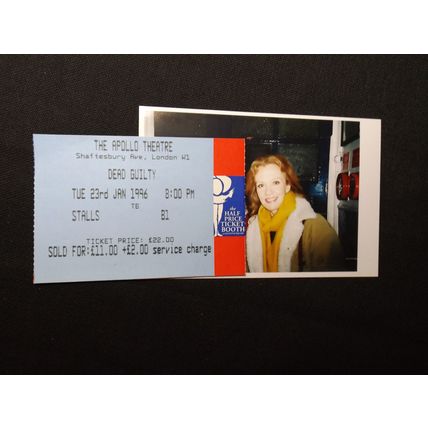 THE APOLLO THEATRE
Shaftesbury Ave, London W1
DEAD GUILTY
TUE 23rd JAN 1996 8:00 PM
TB
STALLS B1
TICKET PRICE: £22.00
SOLD FOR:£11.00 +£2.00 service charge
the
HALF
PRICE
TICKET
BOOTH